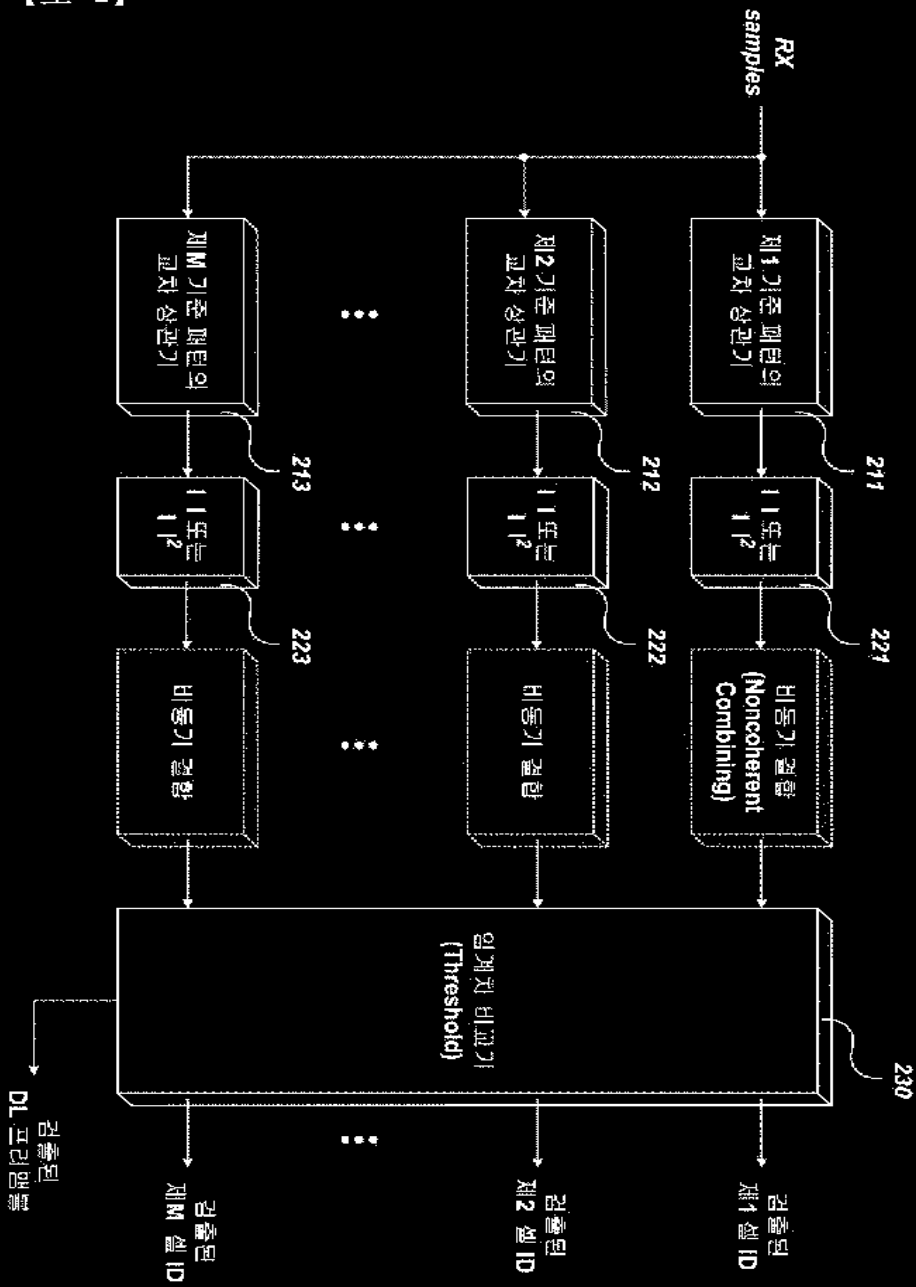 RX
samples
제1 기준 패턴의
교차 상관기
211
| | 또는
| |²
221
비동기 결합
(Noncoherent
Combining)
제2 기준 패턴의
교차 상관기
212
| | 또는
| |²
222
비동기 결합
제M 기준 패턴의
교차 상관기
213
| | 또는
| |²
223
비동기 결합
임계치 비교기
(Threshold)
230
검출된
제1 셀 ID
검출된
제2 셀 ID
검출된
제M 셀 ID
검출된
DL 프리앰블